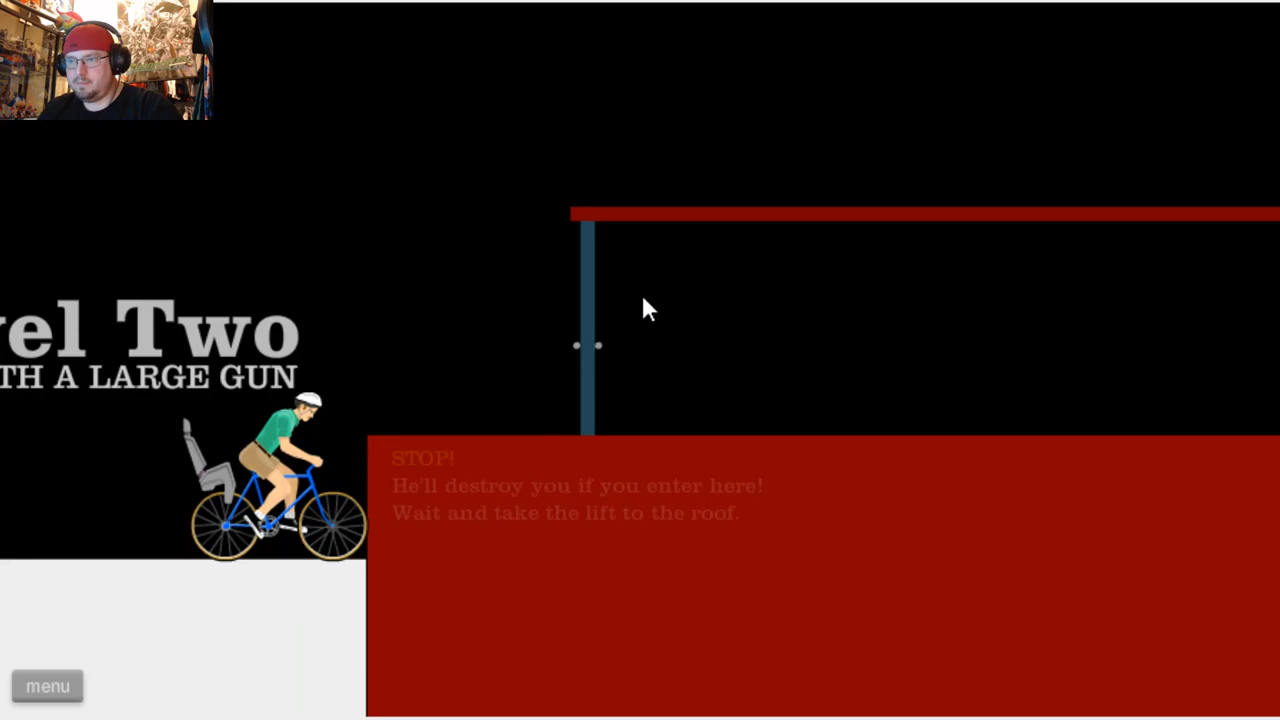 vel Two
TH A LARGE GUN
STOP!
He'll destroy you if you enter here!
Wait and take the lift to the roof.
menu